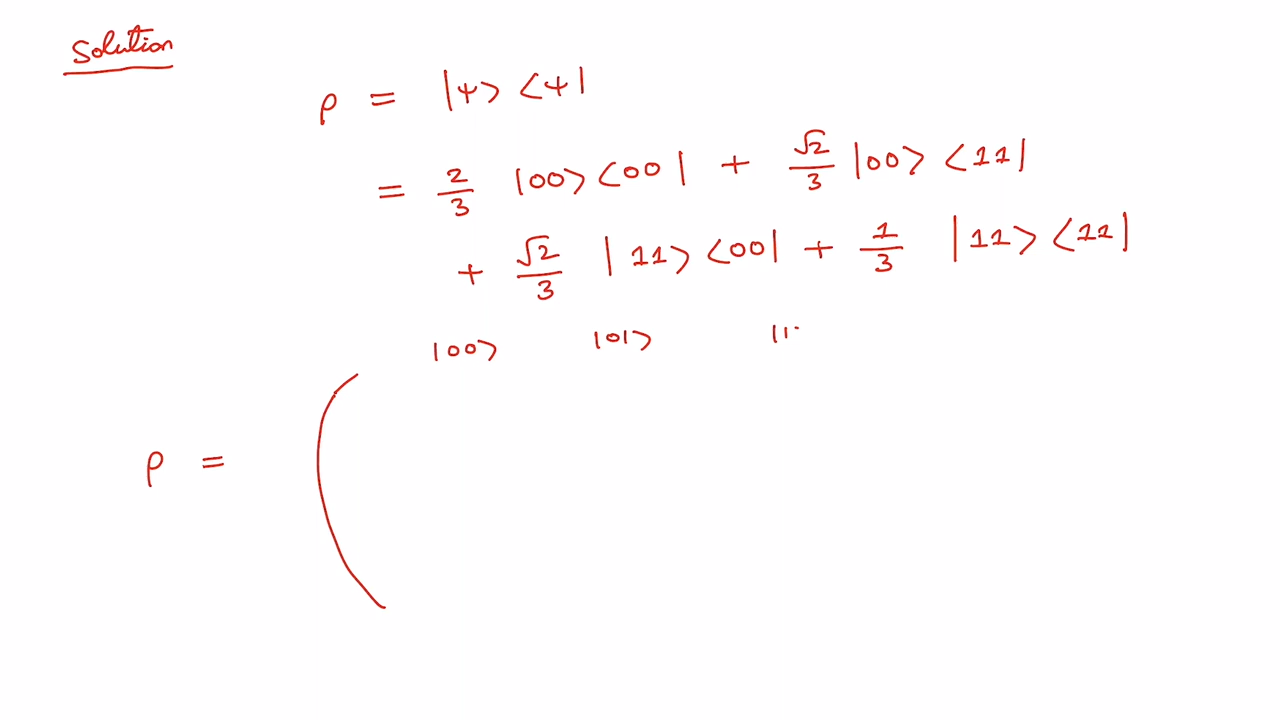 Solution
ρ = |ψ> <ψ|
= 2/3 |00> <00| + √2/3 |00> <11|
+ √2/3 |11> <00| + 1/3 |11> <11|
|00> |01> |1
ρ = (